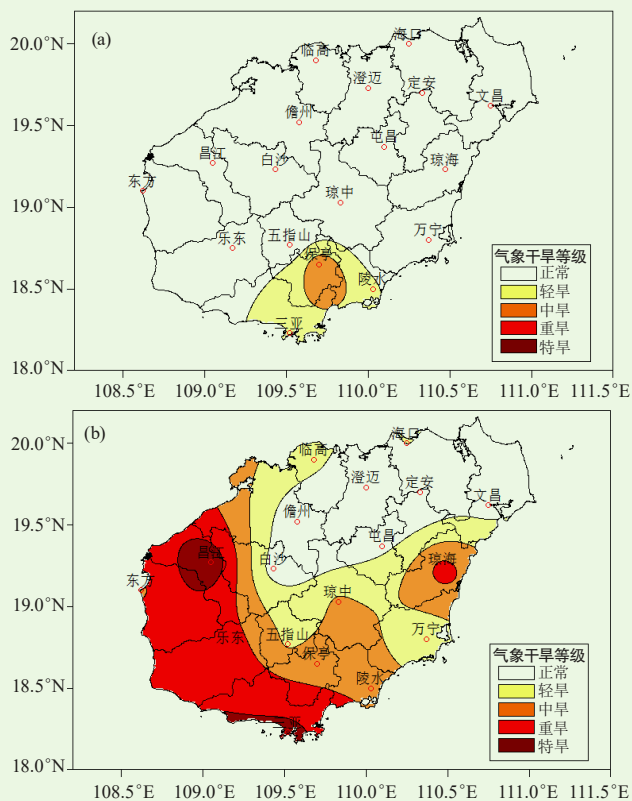 (a)
20.0°N
19.5°N
19.0°N
18.5°N
18.0°N
海口
临高
澄迈
定安
文昌
儋州
屯昌
昌江
白沙
琼海
东方
琼中
乐东
五指山
万宁
保亭
陵水
三亚
气象干旱等级
正常
轻旱
中旱
重旱
特旱
108.5°E 109.0°E 109.5°E 110.0°E 110.5°E 111.0°E 111.5°E
(b)
20.0°N
19.5°N
19.0°N
18.5°N
18.0°N
海口
临高
澄迈
定安
文昌
儋州
屯昌
昌江
白沙
琼海
东方
琼中
乐东
五指山
万宁
保亭
陵水
气象干旱等级
正常
轻旱
中旱
重旱
特旱
108.5°E 109.0°E 109.5°E 110.0°E 110.5°E 111.0°E 111.5°E